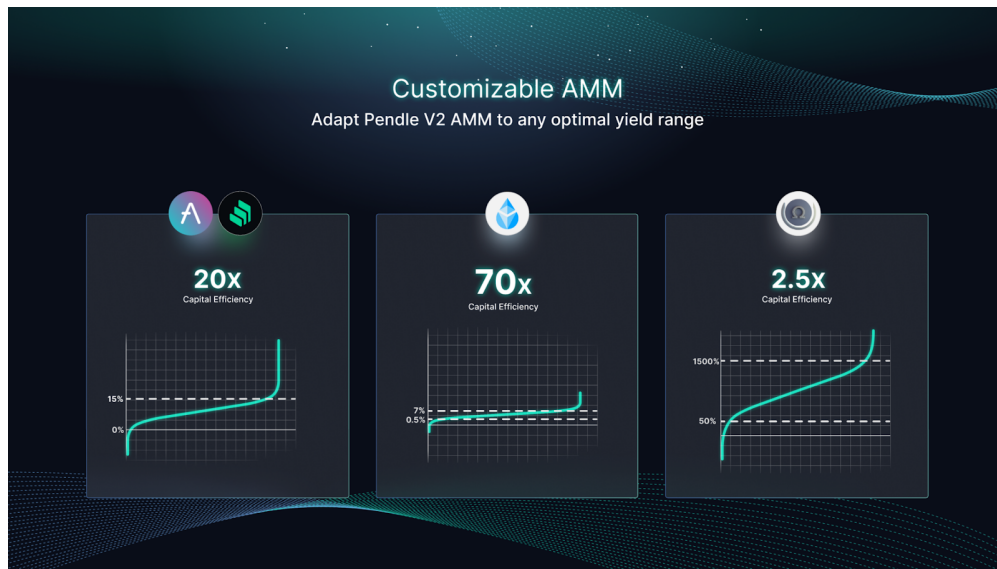 Customizable AMM
Adapt Pendle V2 AMM to any optimal yield range
20x
Capital Efficiency
15%
0%
70x
Capital Efficiency
7%
0.5%
2.5x
Capital Efficiency
1500%
50%